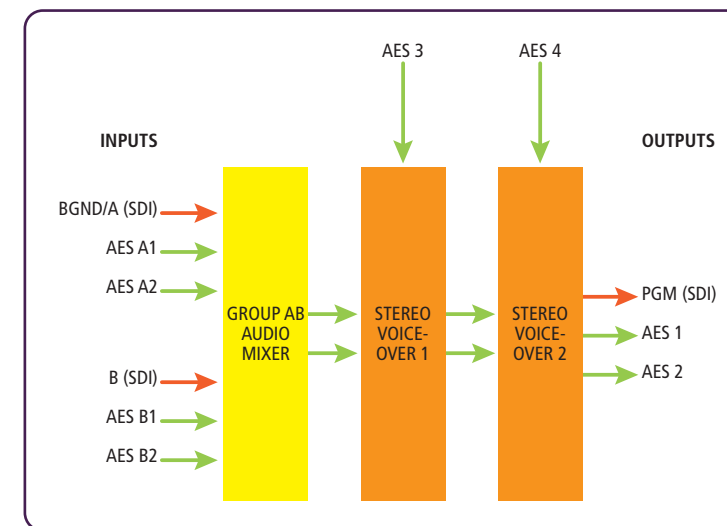 AES 3
AES 4
INPUTS
OUTPUTS
BGND/A (SDI)
AES A1
AES A2
B (SDI)
AES B1
AES B2
GROUP AB
AUDIO
MIXER
STEREO
VOICE-
OVER 1
STEREO
VOICE-
OVER 2
PGM (SDI)
AES 1
AES 2